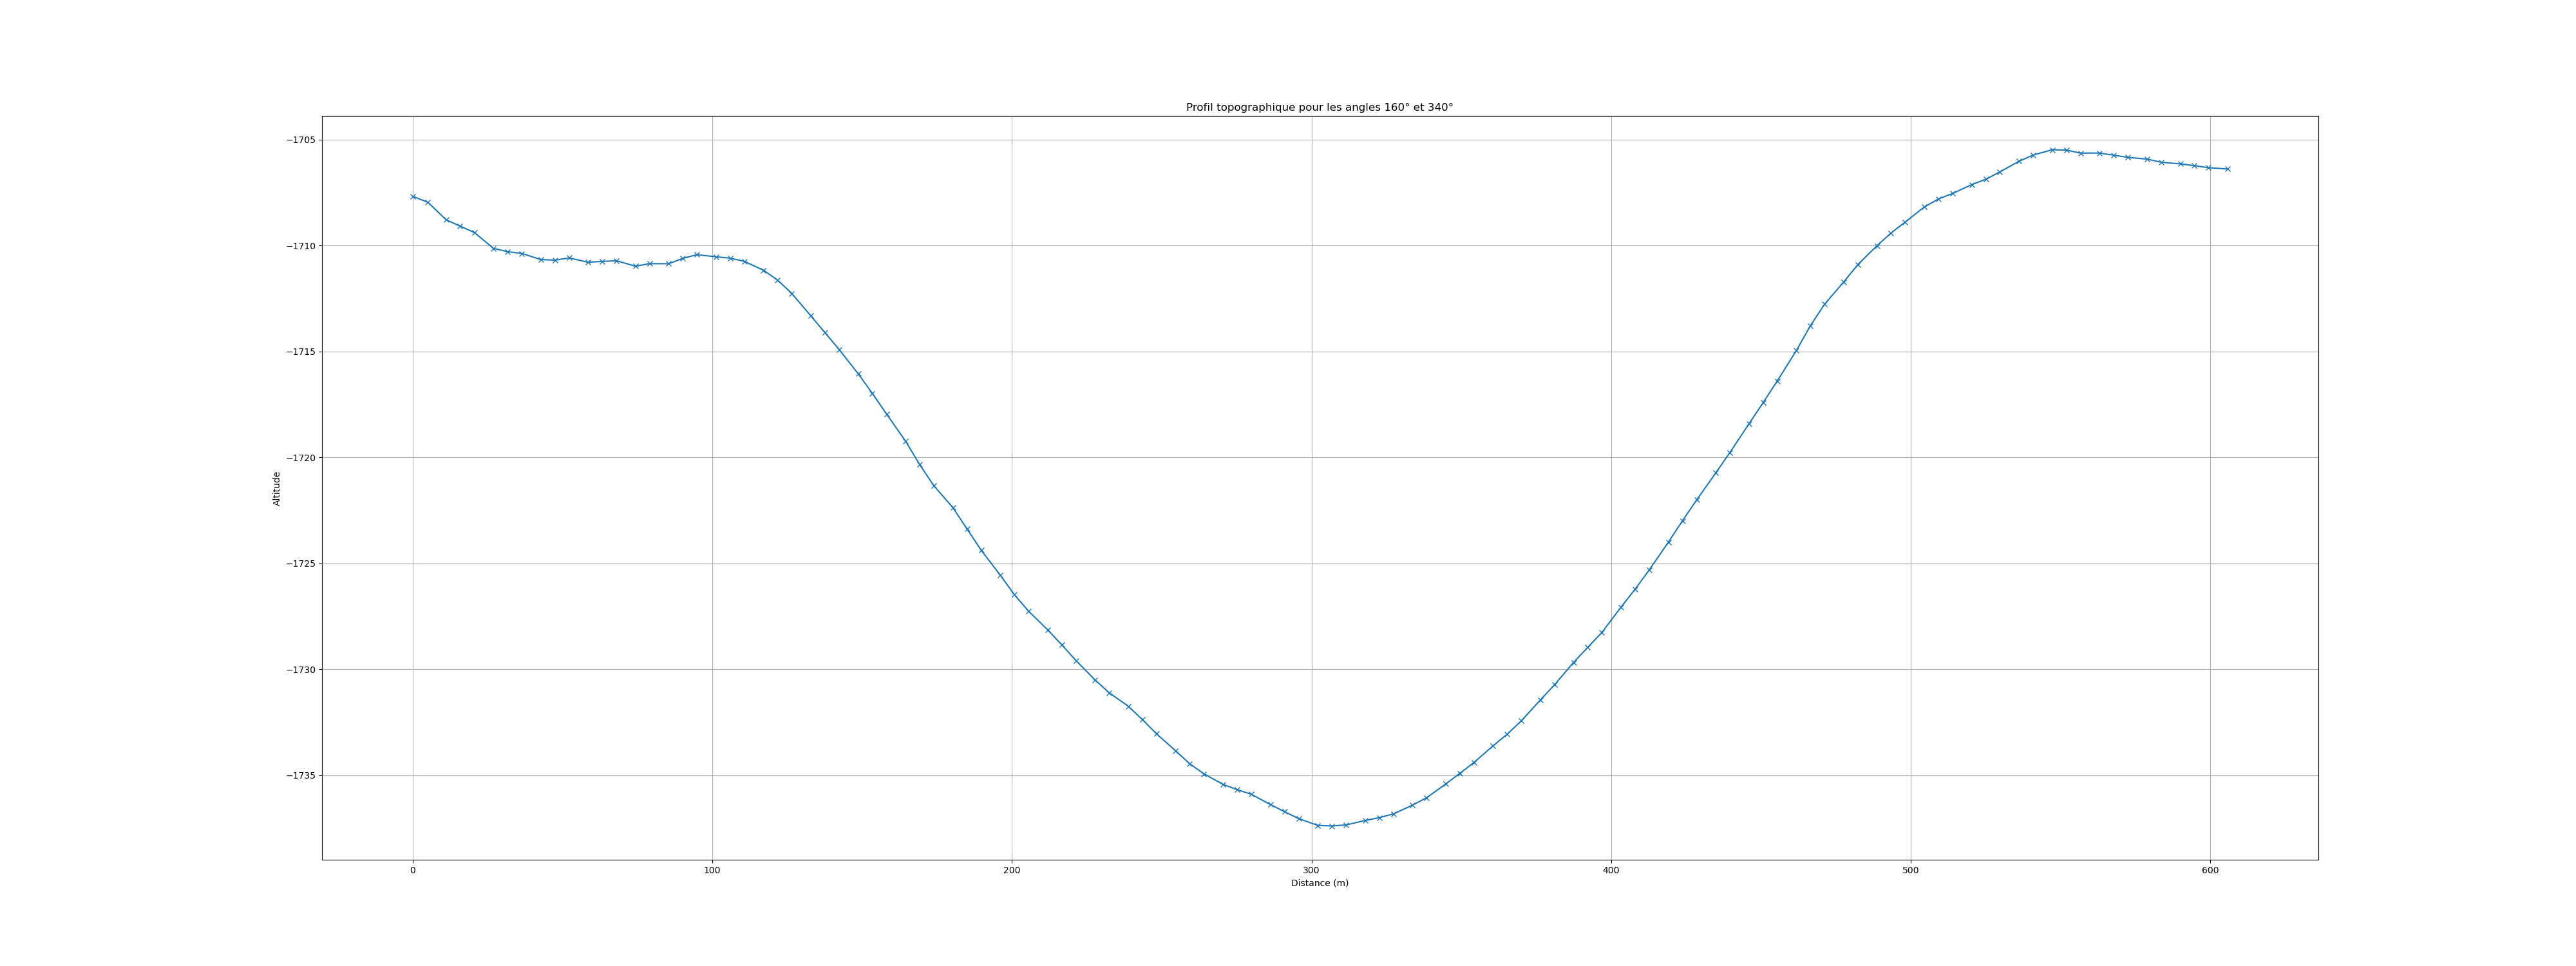 Profil topographique pour les angles 160° et 340°
−1705
−1710
−1715
−1720
−1725
−1730
−1735
Altitude
0 100 200 300 400 500 600
Distance (m)